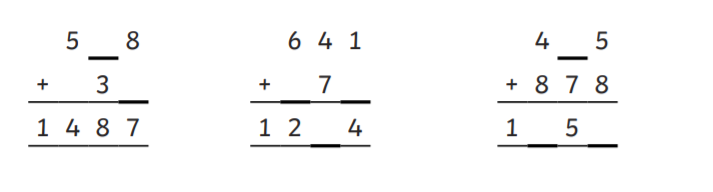 5 _ 8
+ 3 _
1 4 8 7
6 4 1
+ _ 7 _
1 2 _ 4
4 _ 5
+ 8 7 8
1 _ 5 _